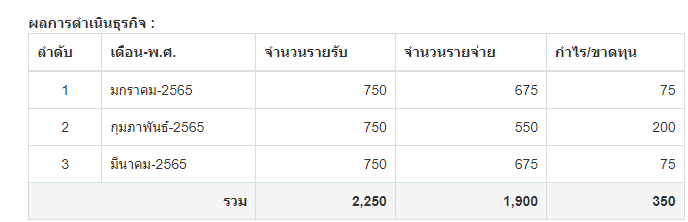 ผลการดำเนินธุรกิจ :
ลำดับ เดือน-พ.ศ. จำนวนรายรับ จำนวนรายจ่าย กำไร/ขาดทุน
1 มกราคม-2565 750 675 75
2 กุมภาพันธ์-2565 750 550 200
3 มีนาคม-2565 750 675 75
รวม 2,250 1,900 350